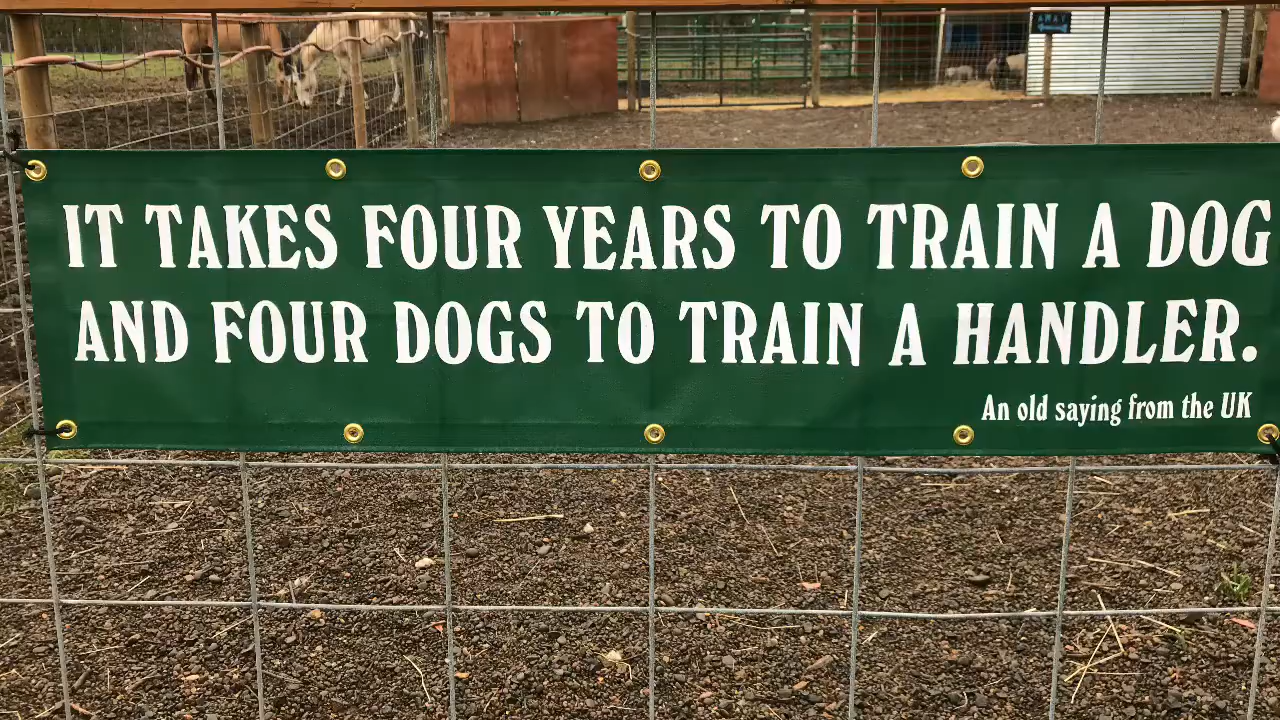 IT TAKES FOUR YEARS TO TRAIN A DOG
AND FOUR DOGS TO TRAIN A HANDLER.
An old saying from the UK